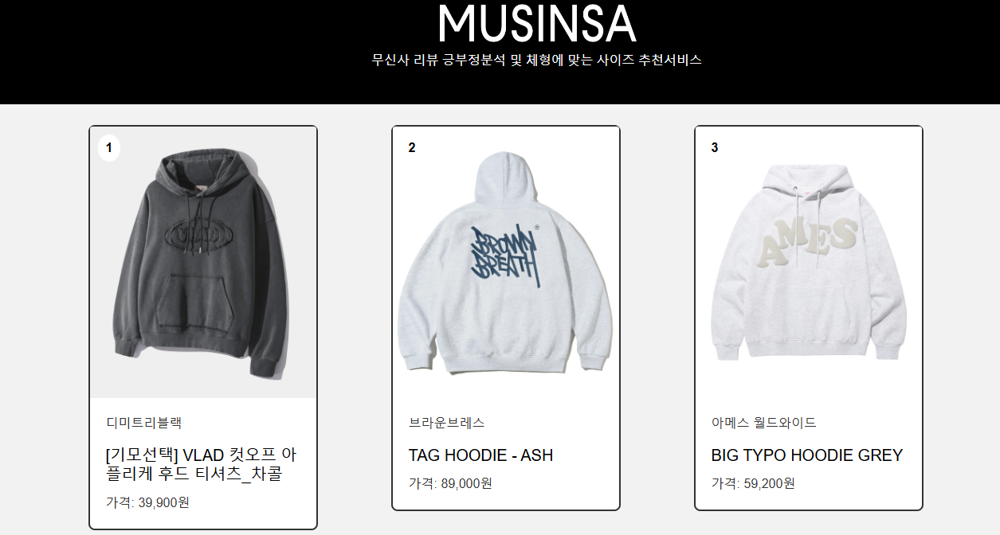 MUSINSA
무신사 리뷰 긍부정분석 및 체형에 맞는 사이즈 추천서비스
1
VLAD
디미트리블랙
[기모선택] VLAD 컷오프 아
플리케 후드 티셔츠_차콜
가격: 39,900원
2
BROWN
BREATH
®
브라운브레스
TAG HOODIE - ASH
가격: 89,000원
3
AMES
아메스 월드와이드
BIG TYPO HOODIE GREY
가격: 59,200원